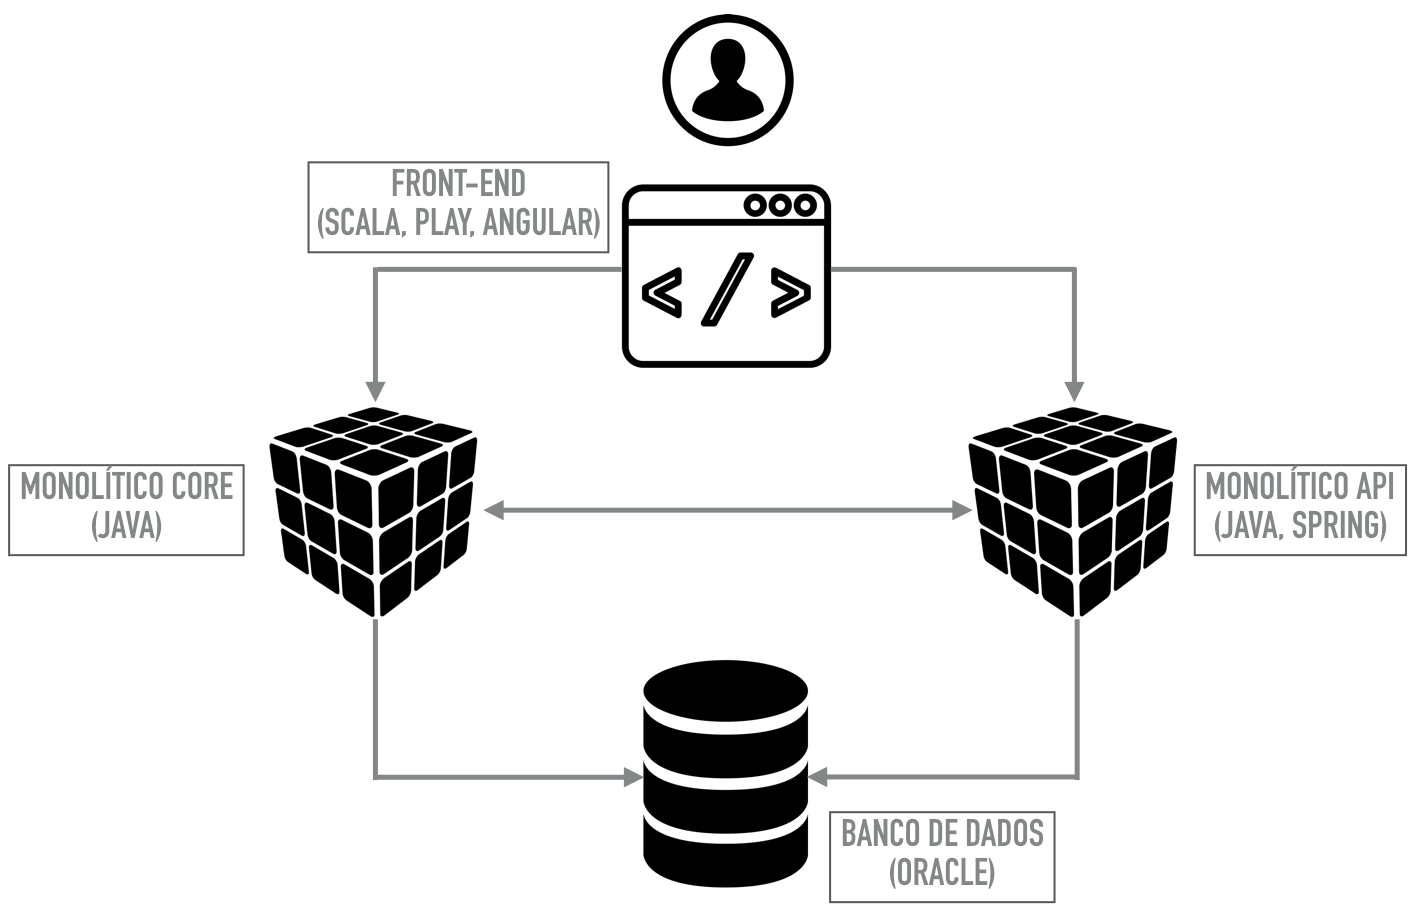 FRONT-END
(SCALA, PLAY, ANGULAR)
MONOLÍTICO CORE
(JAVA)
MONOLÍTICO API
(JAVA, SPRING)
BANCO DE DADOS
(ORACLE)